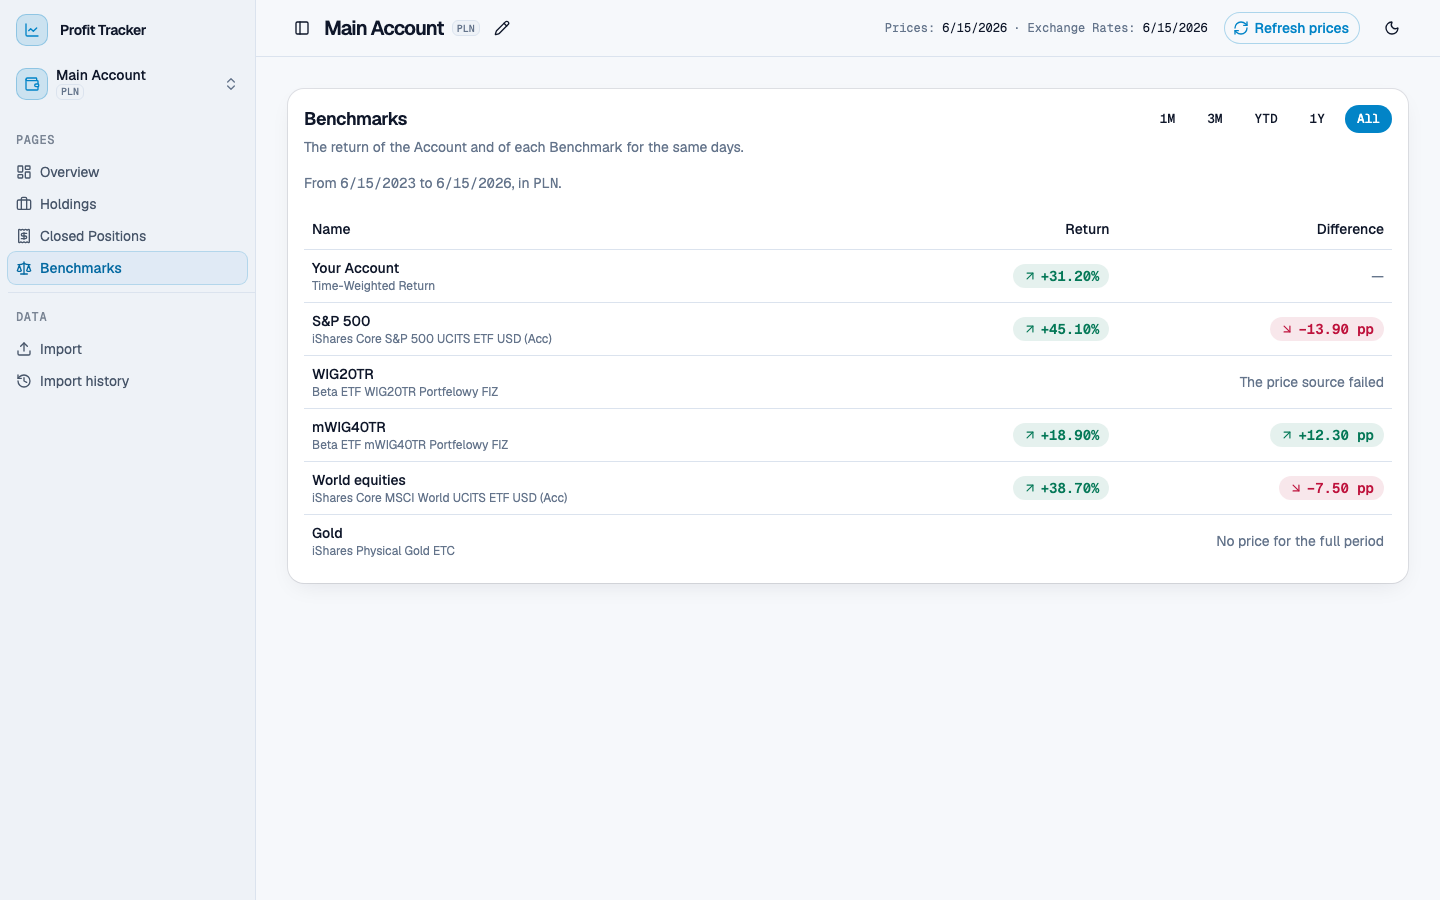 Profit Tracker
Main Account
PLN
PAGES
Overview
Holdings
Closed Positions
Benchmarks
DATA
Import
Import history
Main Account PLN
Prices: 6/15/2026 · Exchange Rates: 6/15/2026
Refresh prices
Benchmarks
1M 3M YTD 1Y All
The return of the Account and of each Benchmark for the same days.
From 6/15/2023 to 6/15/2026, in PLN.
Name Return Difference
Your Account
Time-Weighted Return
+31.20% —
S&P 500
iShares Core S&P 500 UCITS ETF USD (Acc)
+45.10% −13.90 pp
WIG20TR
Beta ETF WIG20TR Portfelowy FIZ
The price source failed
mWIG40TR
Beta ETF mWIG40TR Portfelowy FIZ
+18.90% +12.30 pp
World equities
iShares Core MSCI World UCITS ETF USD (Acc)
+38.70% −7.50 pp
Gold
iShares Physical Gold ETC
No price for the full period